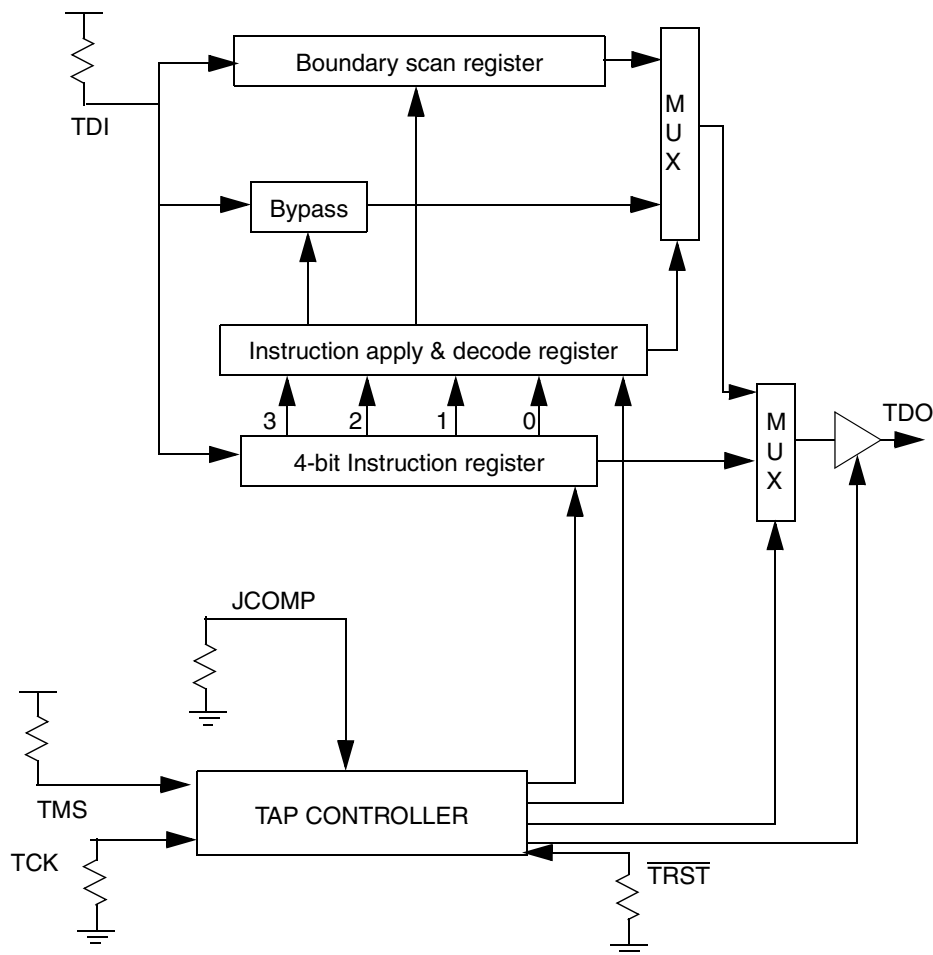 Boundary scan register
M
U
X
TDI
Bypass
Instruction apply & decode register
3 2 1 0
4-bit Instruction register
M
U
X
TDO
JCOMP
TMS
TAP CONTROLLER
TCK
TRST